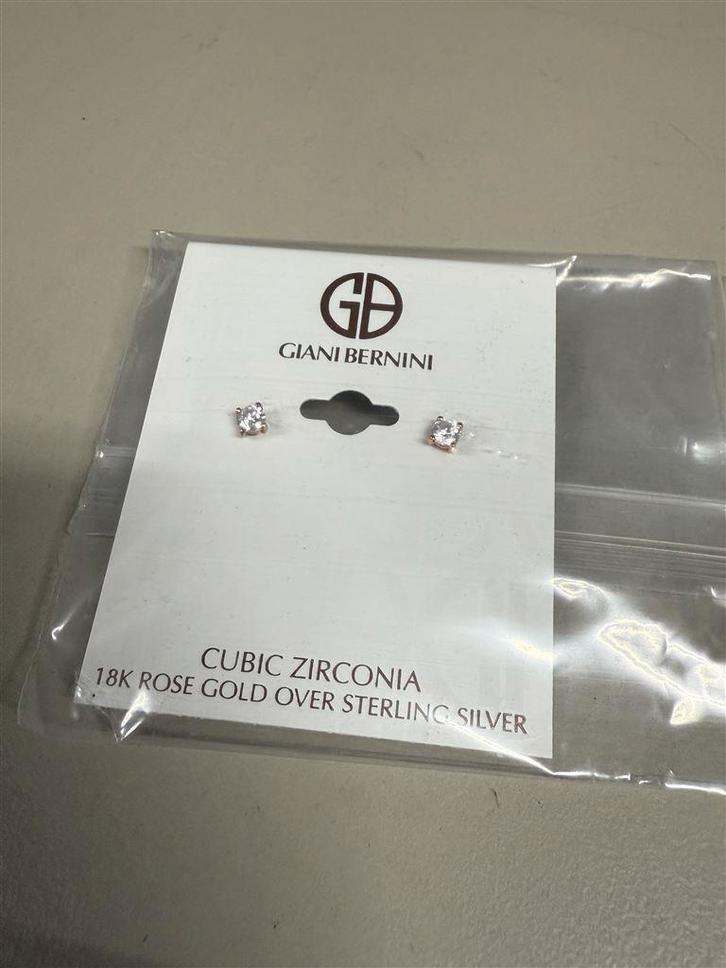 GB
GIANI BERNINI
CUBIC ZIRCONIA
18K ROSE GOLD OVER STERLING SILVER